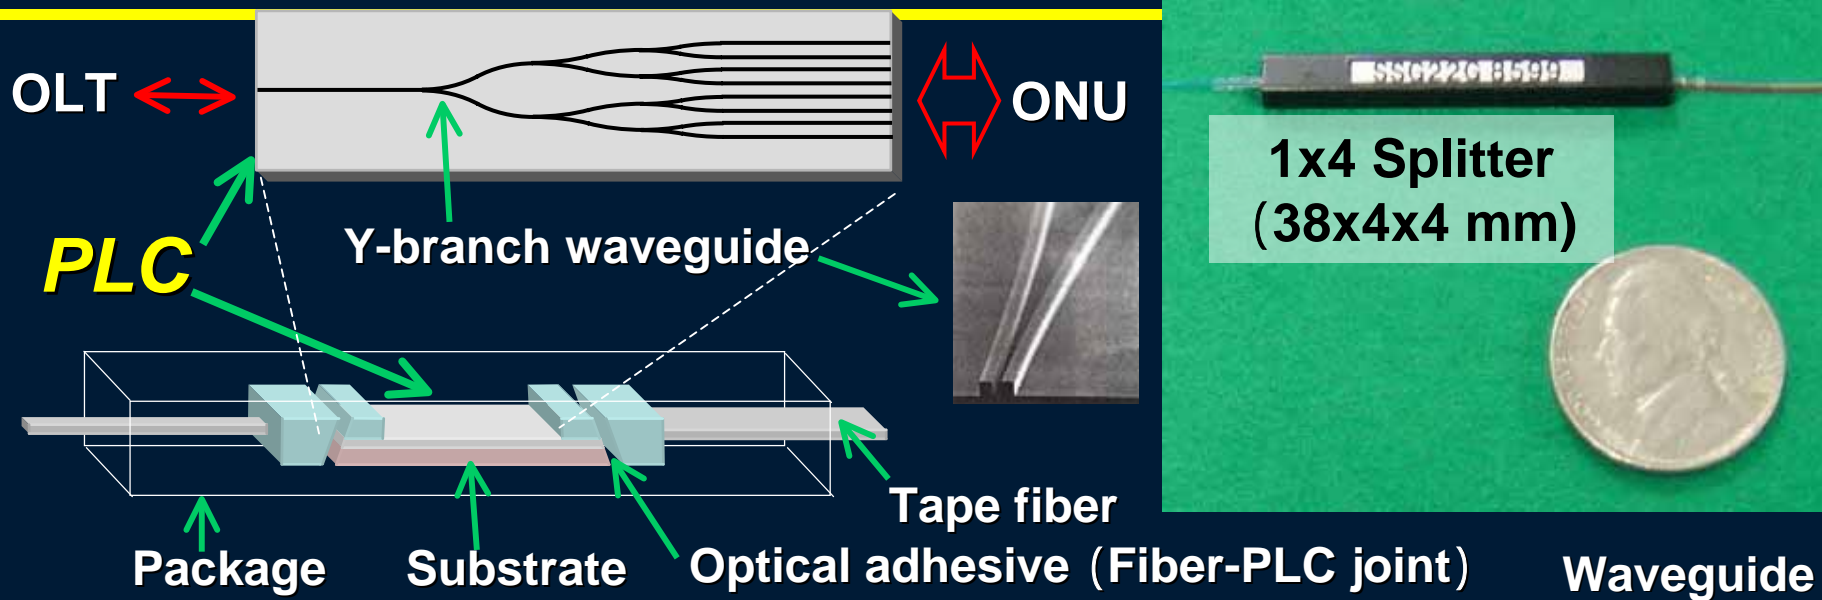 OLT
ONU
1x4 Splitter
(38x4x4 mm)
PLC
Y-branch waveguide
Tape fiber
Package
Substrate
Optical adhesive (Fiber-PLC joint)
Waveguide